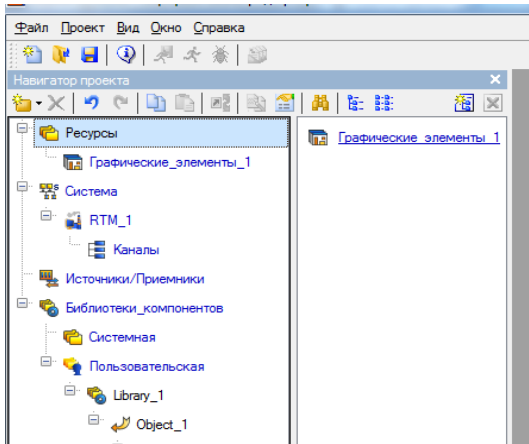 Файл Проект Вид Окно Справка
Навигатор проекта
Ресурсы
Графические_элементы_1
Система
RTM_1
Каналы
Источники/Приемники
Библиотеки_компонентов
Системная
Пользовательская
Library_1
Object_1
Графические_элементы_1